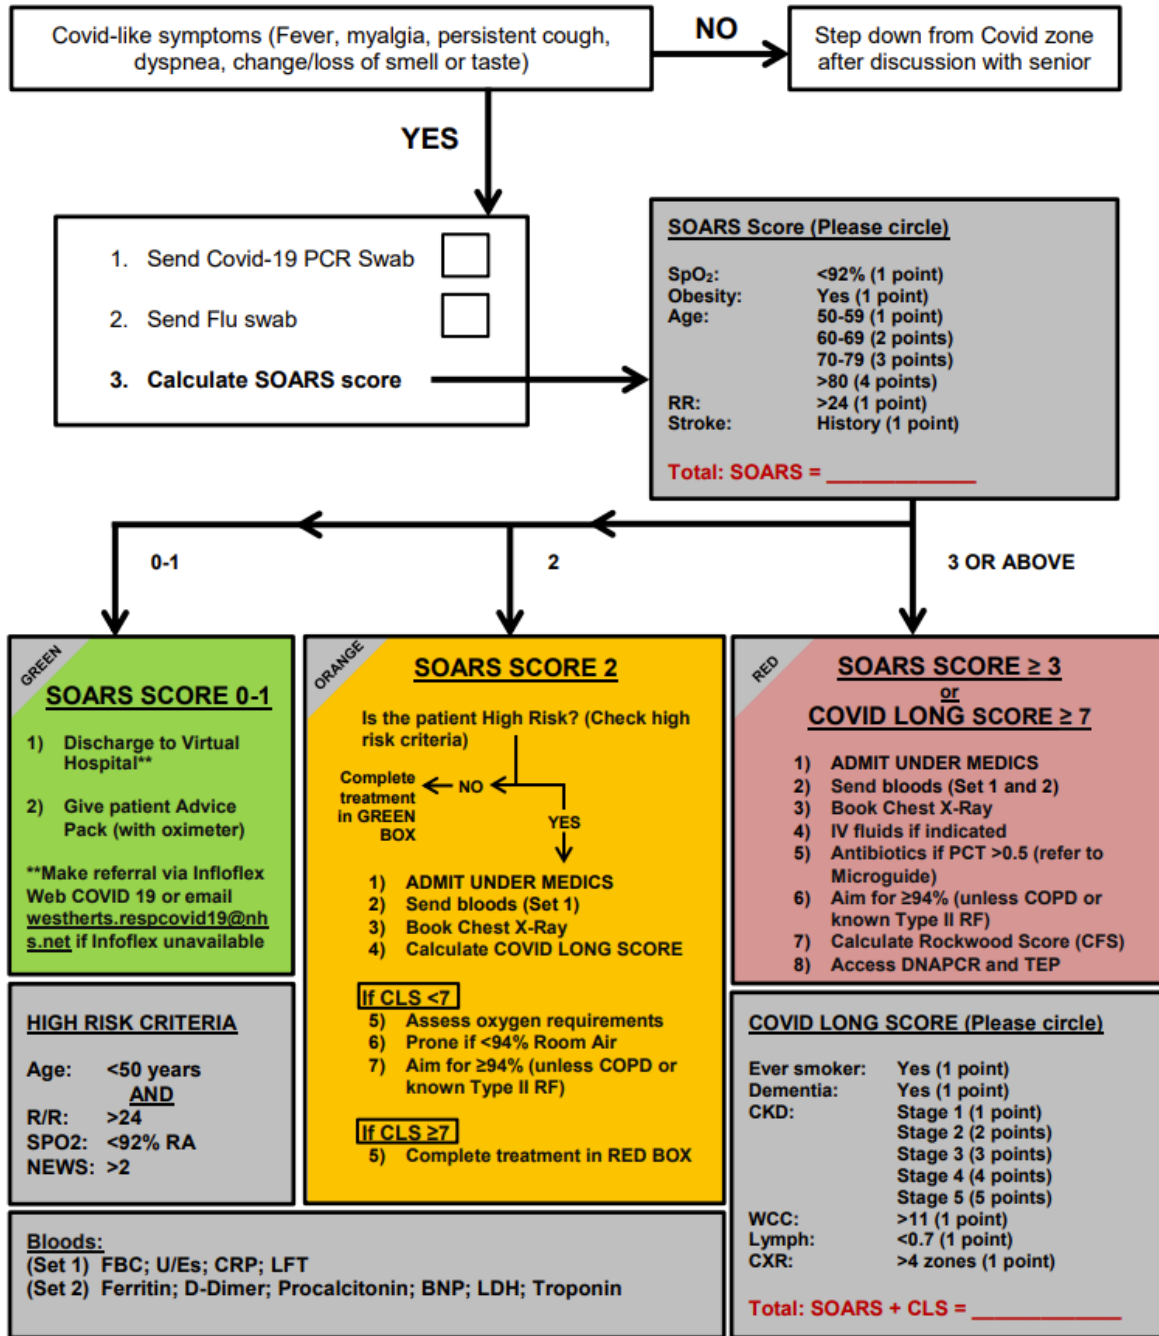 Covid-like symptoms (Fever, myalgia, persistent cough,
dyspnea, change/loss of smell or taste)
NO
Step down from Covid zone
after discussion with senior
YES
1. Send Covid-19 PCR Swab
2. Send Flu swab
3. Calculate SOARS score
SOARS Score (Please circle)
SpO₂: <92% (1 point)
Obesity: Yes (1 point)
Age: 50-59 (1 point)
60-69 (2 points)
70-79 (3 points)
>80 (4 points)
RR: >24 (1 point)
Stroke: History (1 point)
Total: SOARS = ____________
0-1
2
3 OR ABOVE
GREEN
SOARS SCORE 0-1
1) Discharge to Virtual
Hospital**
2) Give patient Advice
Pack (with oximeter)
**Make referral via Infloflex
Web COVID 19 or email
westherts.respcovid19@nh
s.net if Infoflex unavailable
ORANGE
SOARS SCORE 2
Is the patient High Risk? (Check high
risk criteria)
Complete
treatment
in GREEN
BOX
NO
YES
1) ADMIT UNDER MEDICS
2) Send bloods (Set 1)
3) Book Chest X-Ray
4) Calculate COVID LONG SCORE
If CLS <7
5) Assess oxygen requirements
6) Prone if <94% Room Air
7) Aim for ≥94% (unless COPD or
known Type II RF)
If CLS ≥7
5) Complete treatment in RED BOX
RED
SOARS SCORE ≥ 3
or
COVID LONG SCORE ≥ 7
1) ADMIT UNDER MEDICS
2) Send bloods (Set 1 and 2)
3) Book Chest X-Ray
4) IV fluids if indicated
5) Antibiotics if PCT >0.5 (refer to
Microguide)
6) Aim for ≥94% (unless COPD or
known Type II RF)
7) Calculate Rockwood Score (CFS)
8) Access DNAPCR and TEP
HIGH RISK CRITERIA
Age: <50 years
AND
R/R: >24
SPO2: <92% RA
NEWS: >2
COVID LONG SCORE (Please circle)
Ever smoker: Yes (1 point)
Dementia: Yes (1 point)
CKD: Stage 1 (1 point)
Stage 2 (2 points)
Stage 3 (3 points)
Stage 4 (4 points)
Stage 5 (5 points)
WCC: >11 (1 point)
Lymph: <0.7 (1 point)
CXR: >4 zones (1 point)
Total: SOARS + CLS = ____________
Bloods:
(Set 1) FBC; U/Es; CRP; LFT
(Set 2) Ferritin; D-Dimer; Procalcitonin; BNP; LDH; Troponin